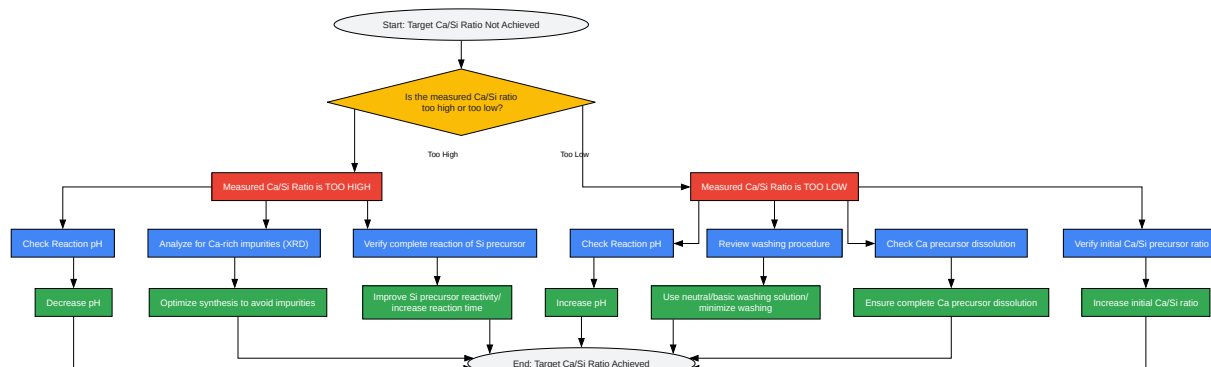 Start: Target Ca/Si Ratio Not Achieved
Is the measured Ca/Si ratio
too high or too low?
Too High
Too Low
Measured Ca/Si Ratio is TOO HIGH
Measured Ca/Si Ratio is TOO LOW
Check Reaction pH
Analyze for Ca-rich impurities (XRD)
Verify complete reaction of Si precursor
Check Reaction pH
Review washing procedure
Check Ca precursor dissolution
Verify initial Ca/Si precursor ratio
Decrease pH
Optimize synthesis to avoid impurities
Improve Si precursor reactivity/
increase reaction time
Increase pH
Use neutral/basic washing solution/
minimize washing
Ensure complete Ca precursor dissolution
Increase initial Ca/Si ratio
End: Target Ca/Si Ratio Achieved